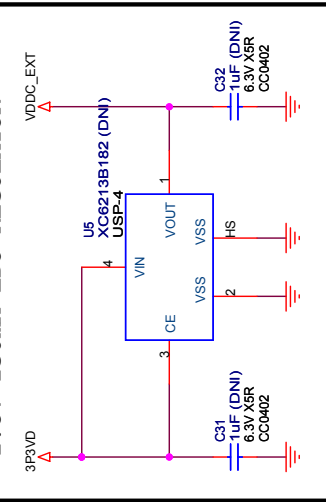 3P3VD
VDDC_EXT
U5
XC6213B182 (DNI)
USP-4
4
VIN
3
CE
VOUT
1
VSS
VSS
2
HS
C31
1uF (DNI)
6.3V X5R
CC0402
C32
1uF (DNI)
6.3V X5R
CC0402